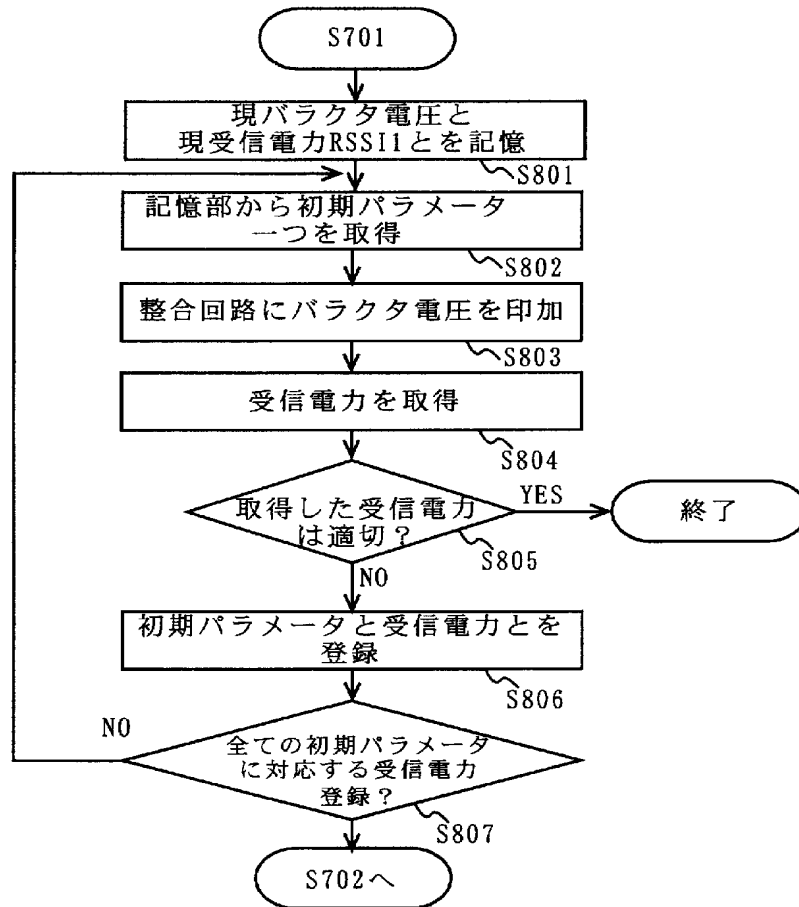 S701
現バラクタ電圧と
現受信電力RSSI1とを記憶
S801
記憶部から初期パラメータ
一つを取得
S802
整合回路にバラクタ電圧を印加
S803
受信電力を取得
S804
取得した受信電力
は適切？
YES
終了
S805
NO
初期パラメータと受信電力とを
登録
S806
NO
全ての初期パラメータ
に対応する受信電力
登録？
S807
S702へ